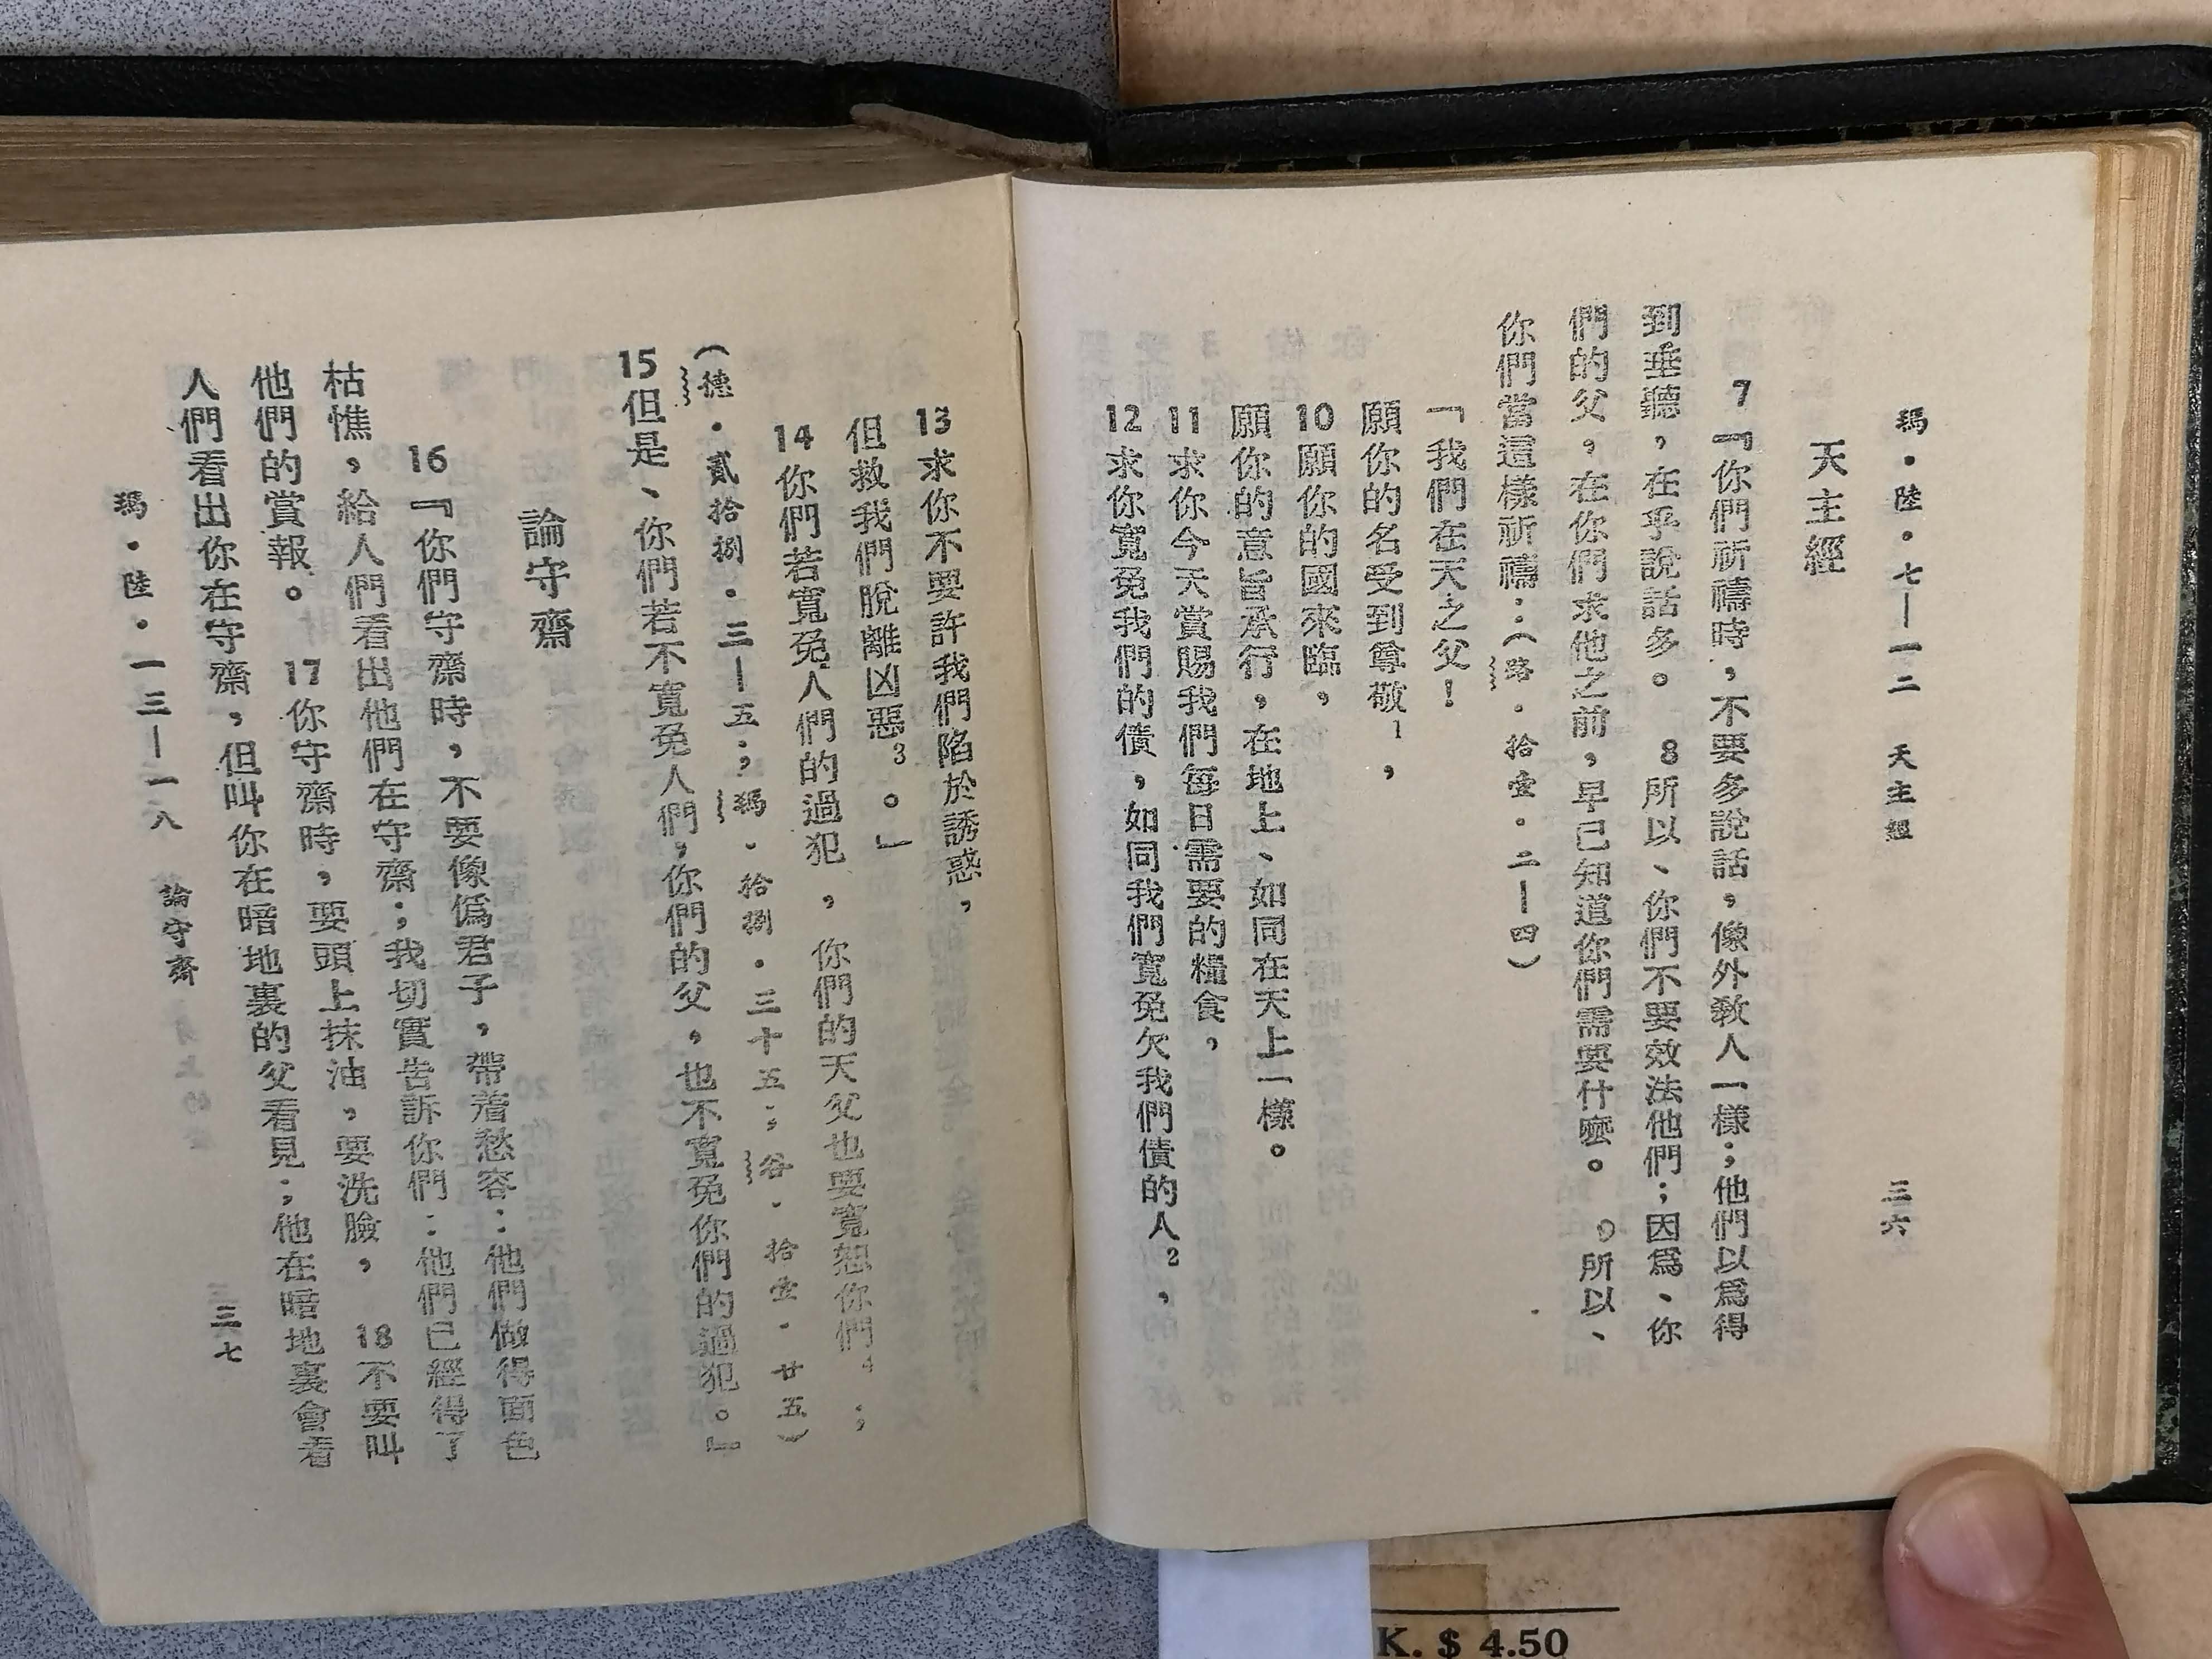 瑪・陸・七—一二　天主經　三六
天主經
7『你們祈禱時，不要多說話，像外敎人一樣；他們以爲得
到垂聽，在乎說話多。　8所以、你們不要效法他們；因爲、你
們的父，在你們求他之前，早已知道你們需要什麼。　9所以、
你們當這樣祈禱：（路・拾壹・二—四）
「我們在天之父！
願你的名受到尊敬1，
10願你的國來臨，
願你的意旨承行，在地上、如同在天上一樣。
11求你今天賞賜我們每日需要的糧食，
12求你寬免我們的債，如同我們寬免欠我們債的人2，
13求你不要許我們陷於誘惑，
但救我們脫離凶惡3。」
14你們若寬免人們的過犯，你們的天父也要寬恕你們4；
（德・貳拾捌・三—五；瑪・拾捌・三十五；谷・拾壹・廿五）
15但是、你們若不寬免人們，你們的父，也不寬免你們的過犯。』
論守齋
16『你們守齋時，不要像僞君子，帶着愁容：他們做得面色
枯憔，給人們看出他們在守齋；我切實告訴你們：他們已經得了
他們的賞報。　17你守齋時，要頭上抹油，要洗臉，　18不要叫
人們看出你在守齋，但叫你在暗地裏的父看見；他在暗地裏會看
瑪・陸・一三—一八　論守齋　三七
K. $ 4.50